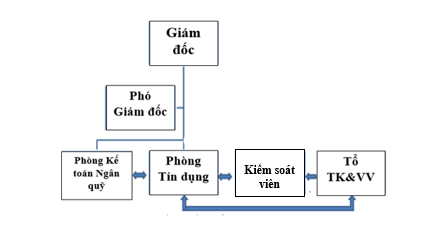 Giám
đốc
Phó
Giám đốc
Phòng Kế
toán Ngân
quỹ
Phòng
Tín dụng
Kiểm soát
viên
Tổ
TK&VV